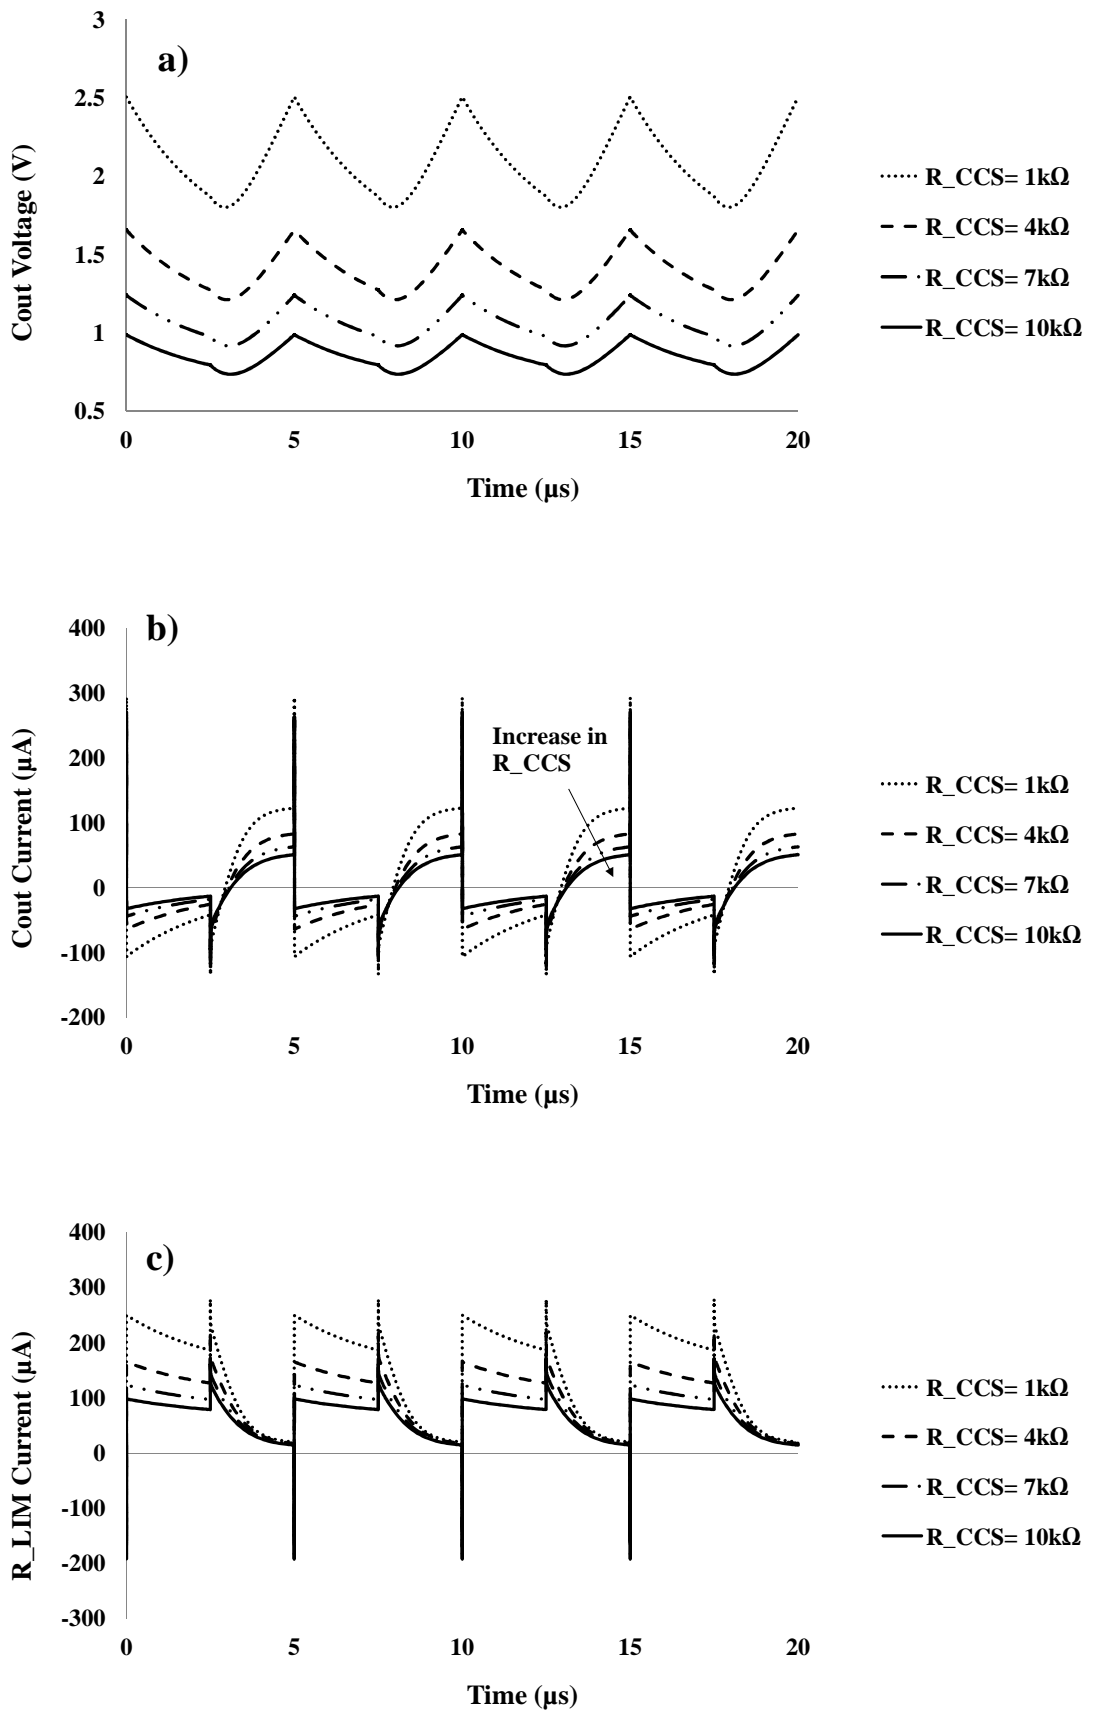 a)
3
2.5
2
1.5
1
0.5
Cout Voltage (V)
0 5 10 15 20
Time (µs)
R_CCS= 1kΩ
R_CCS= 4kΩ
R_CCS= 7kΩ
R_CCS= 10kΩ
b)
400
300
200
100
0
-100
-200
Cout Current (µA)
Increase in
R_CCS
0 5 10 15 20
Time (µs)
R_CCS= 1kΩ
R_CCS= 4kΩ
R_CCS= 7kΩ
R_CCS= 10kΩ
c)
400
300
200
100
0
-100
-200
-300
R_LIM Current (µA)
0 5 10 15 20
Time (µs)
R_CCS= 1kΩ
R_CCS= 4kΩ
R_CCS= 7kΩ
R_CCS= 10kΩ